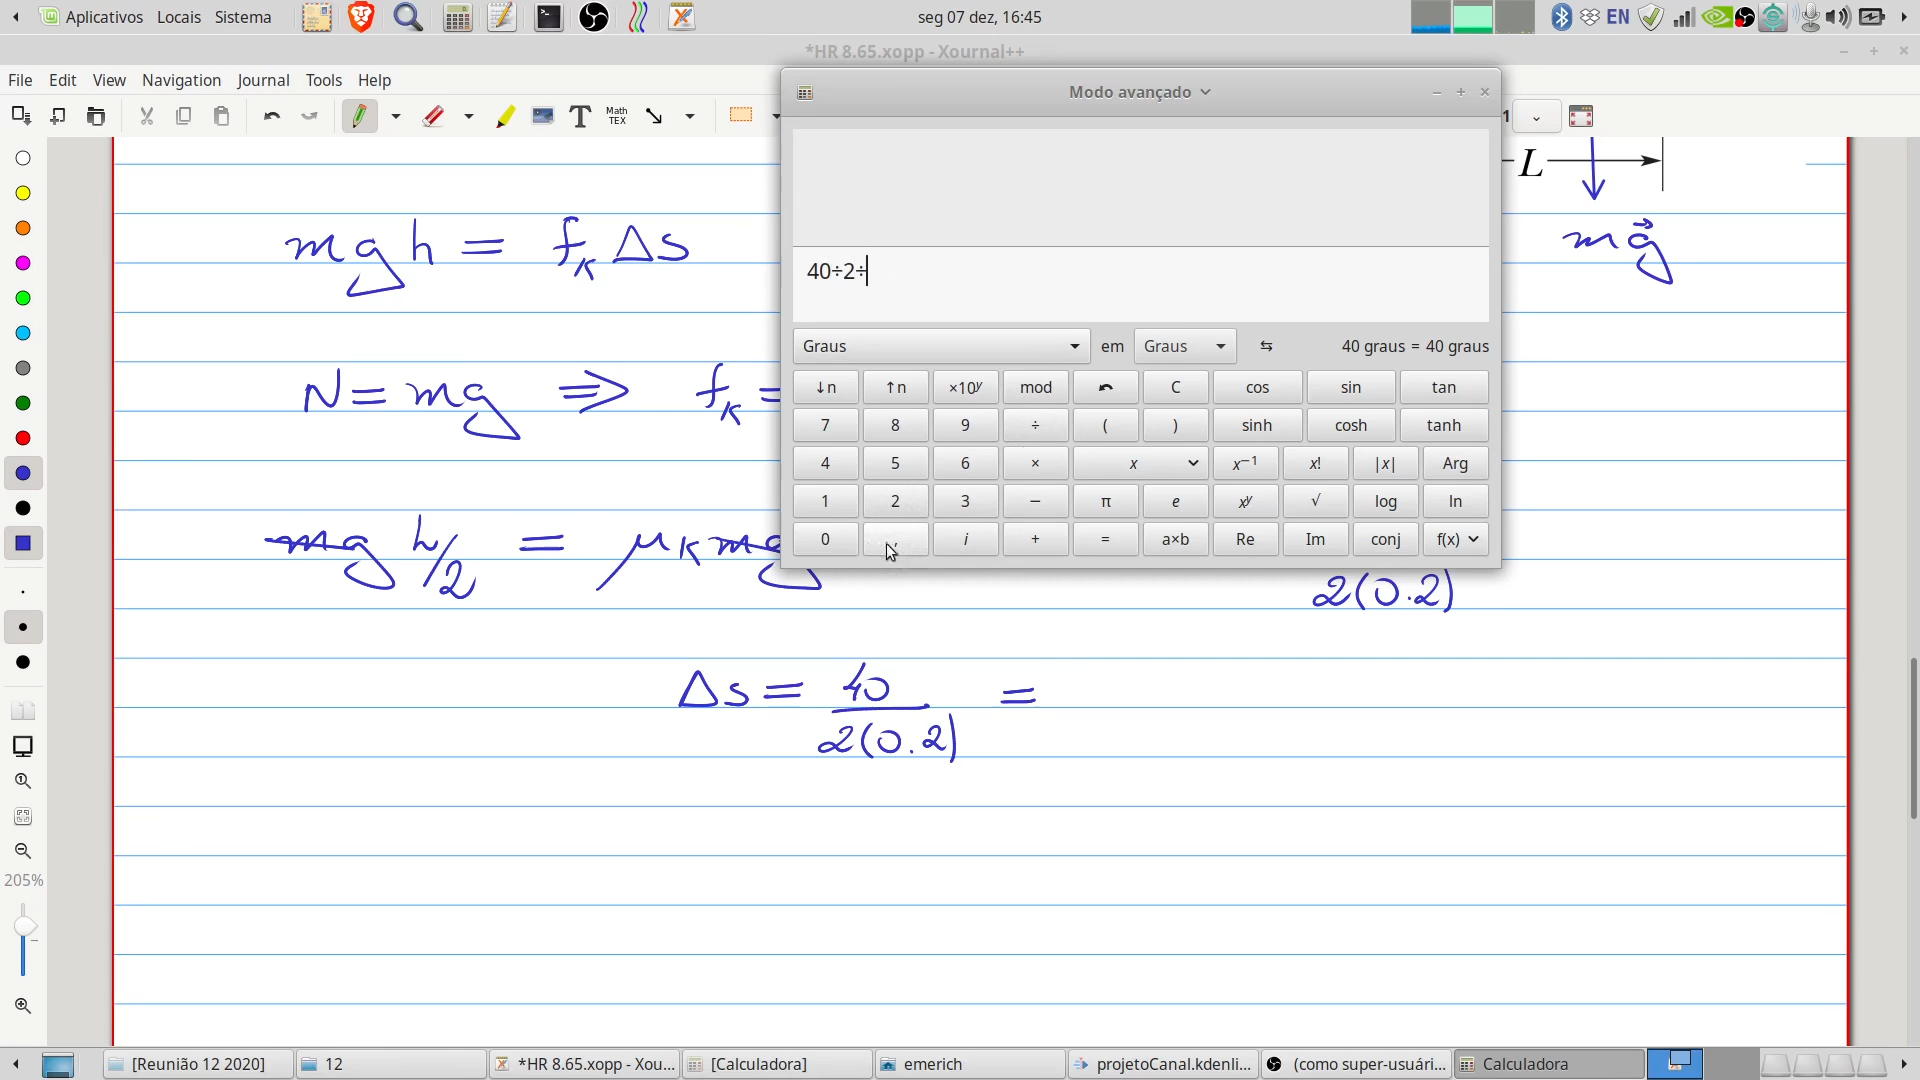 Aplicativos Locais Sistema
seg 07 dez, 16:45
EN
*HR 8.65.xopp - Xournal++
File Edit View Navigation Journal Tools Help
Math
TEX
1
205%
mgh = fK Δs
N = mg ⇒ fK =
mg h/2 = μK mg
2(0.2)
Δs = 40 =
2(0.2)
L
mg⃗
Modo avançado
40÷2÷
Graus em Graus 40 graus = 40 graus
↓n ↑n ×10ʸ mod C cos sin tan
7 8 9 ÷ ( ) sinh cosh tanh
4 5 6 × x x⁻¹ x! |x| Arg
1 2 3 − π e xʸ √ log ln
0 , i + = a×b Re Im conj f(x)
[Reunião 12 2020] 12 *HR 8.65.xopp - Xou... [Calculadora] emerich projetoCanal.kdenli... (como super-usuári... Calculadora